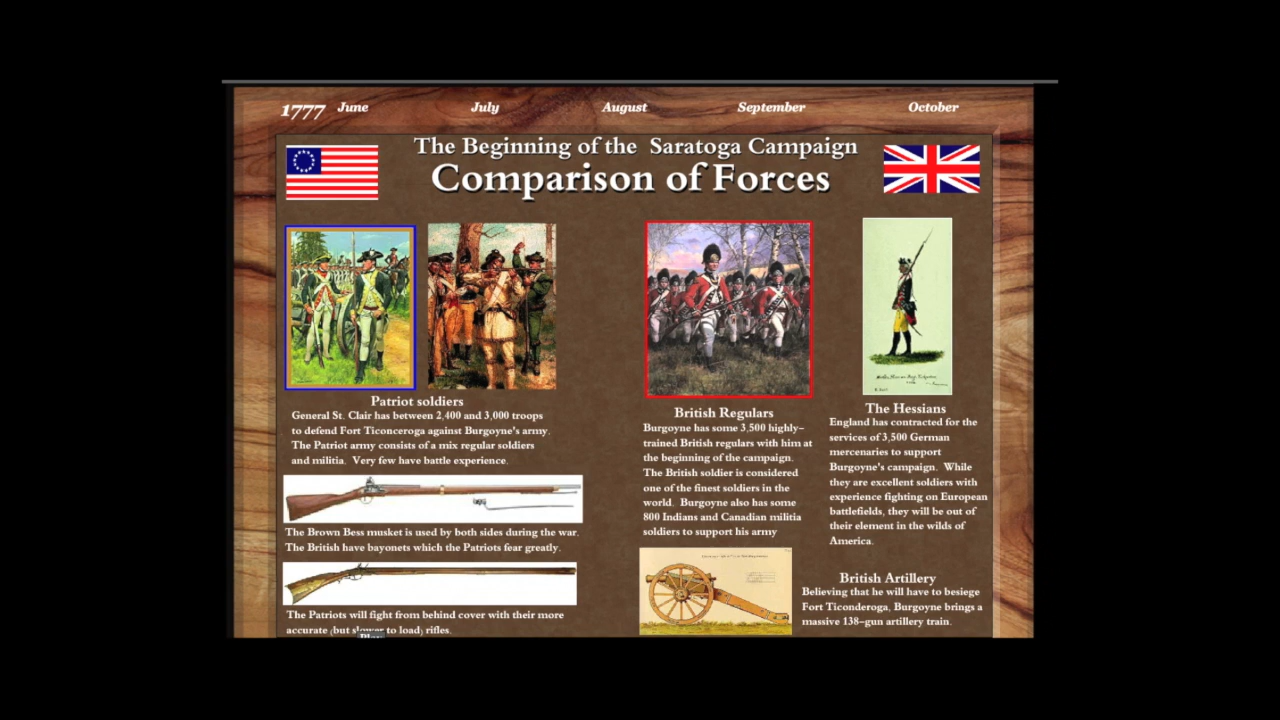 1777 June July August September October
The Beginning of the Saratoga Campaign
Comparison of Forces
Patriot soldiers
General St. Clair has between 2,400 and 3,000 troops
to defend Fort Ticonceroga against Burgoyne's army.
The Patriot army consists of a mix regular soldiers
and militia. Very few have battle experience.
The Brown Bess musket is used by both sides during the war.
The British have bayonets which the Patriots fear greatly.
The Patriots will fight from behind cover with their more
accurate (but slower to load) rifles.
Play
British Regulars
Burgoyne has some 3,500 highly-
trained British regulars with him at
the beginning of the campaign.
The British soldier is considered
one of the finest soldiers in the
world. Burgoyne also has some
800 Indians and Canadian militia
soldiers to support his army
The Hessians
England has contracted for the
services of 3,500 German
mercenaries to support
Burgoyne's campaign. While
they are excellent soldiers with
experience fighting on European
battlefields, they will be out of
their element in the wilds of
America.
British Artillery
Believing that he will have to besiege
Fort Ticonderoga, Burgoyne brings a
massive 138-gun artillery train.